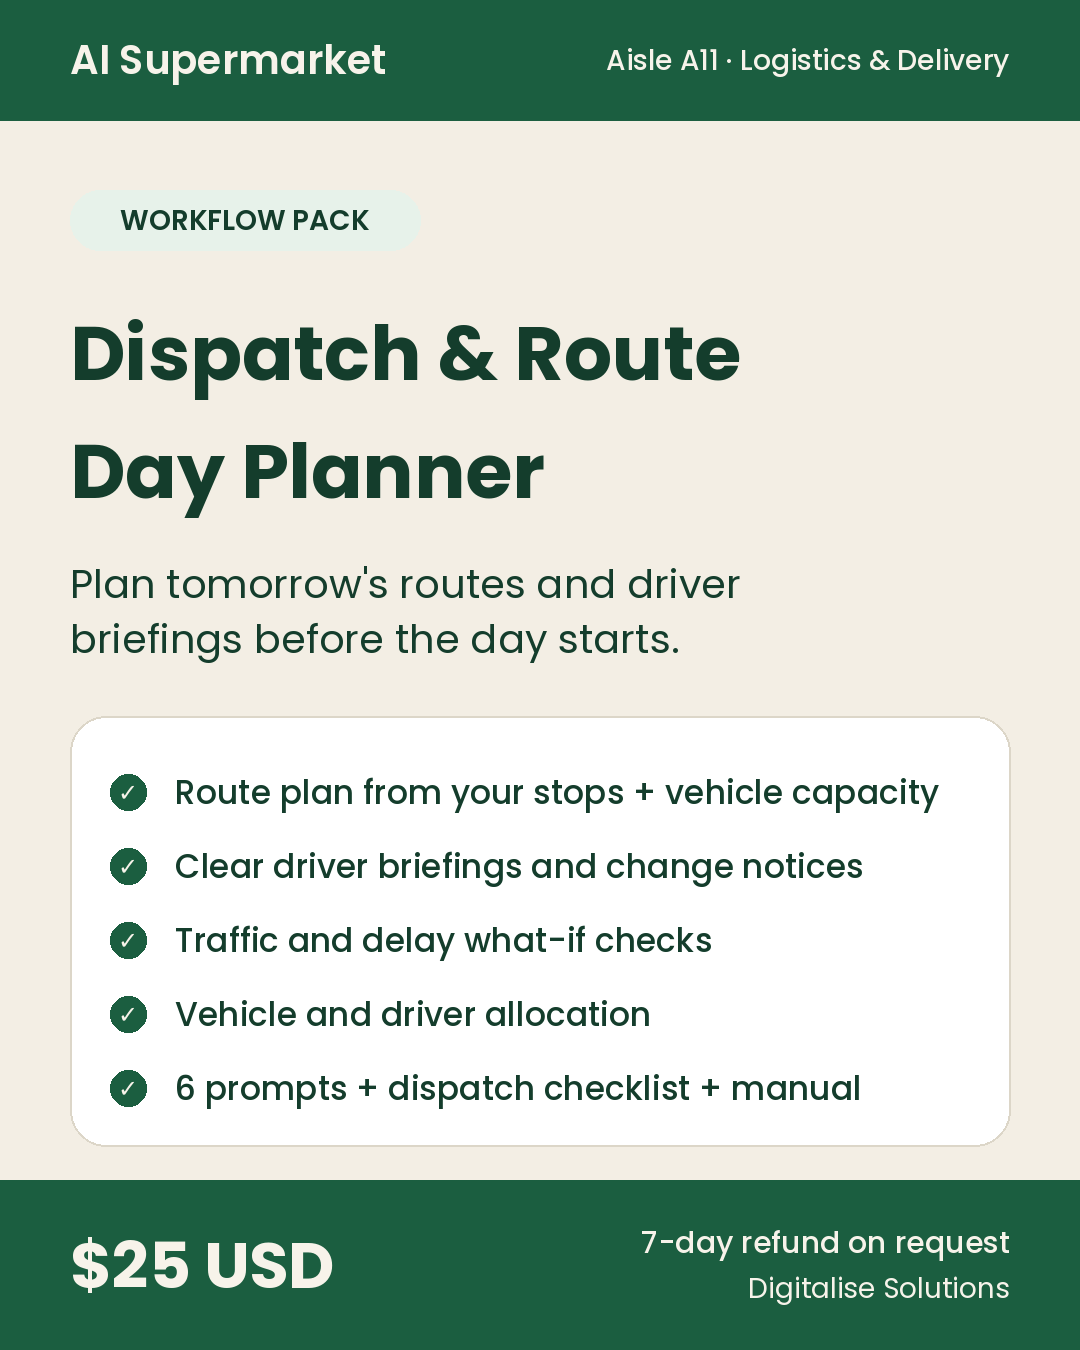 AI Supermarket
Aisle A11 · Logistics & Delivery
WORKFLOW PACK
Dispatch & Route
Day Planner
Plan tomorrow's routes and driver
briefings before the day starts.
✓ Route plan from your stops + vehicle capacity
✓ Clear driver briefings and change notices
✓ Traffic and delay what-if checks
✓ Vehicle and driver allocation
✓ 6 prompts + dispatch checklist + manual
$25 USD
7-day refund on request
Digitalise Solutions